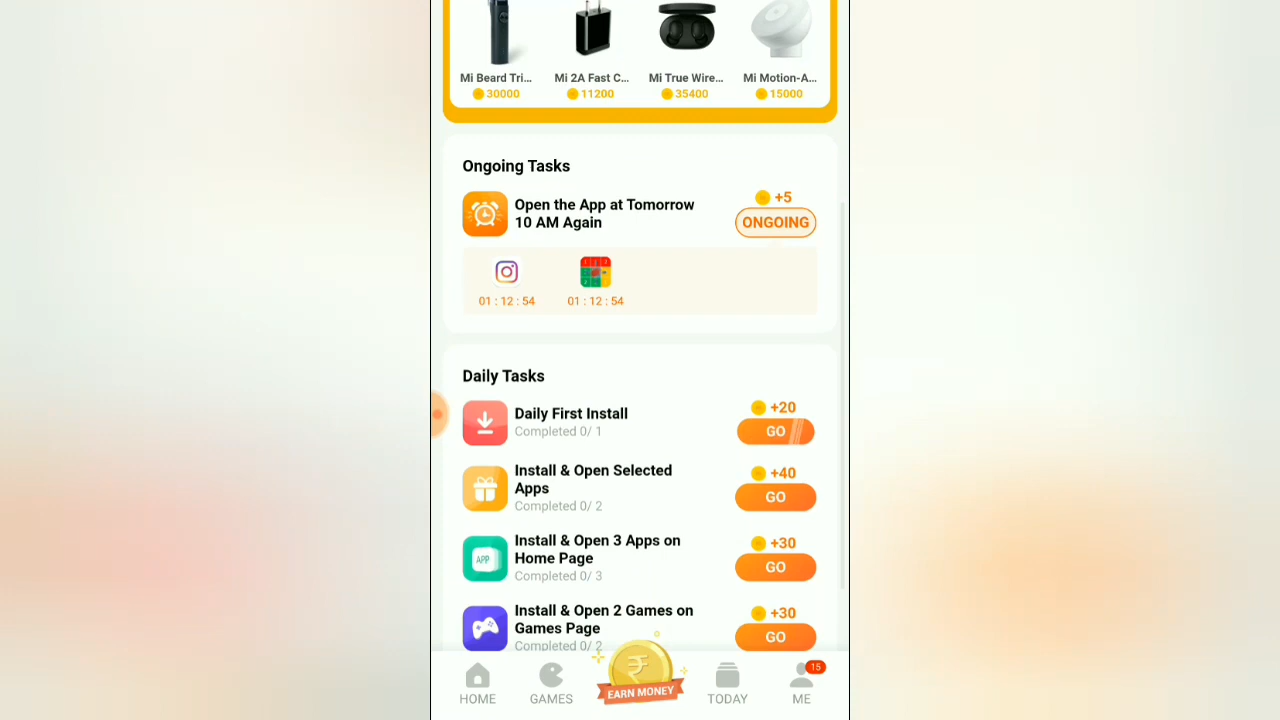 Mi Beard Tri... Mi 2A Fast C... Mi True Wire... Mi Motion-A...
30000 11200 35400 15000
Ongoing Tasks
Open the App at Tomorrow
10 AM Again
+5
ONGOING
01 : 12 : 54 01 : 12 : 54
Daily Tasks
Daily First Install
Completed 0/ 1
+20
GO
Install & Open Selected
Apps
Completed 0/ 2
+40
GO
APP
Install & Open 3 Apps on
Home Page
Completed 0/ 3
+30
GO
Install & Open 2 Games on
Games Page
Completed 0/ 2
+30
GO
₹
HOME GAMES EARN MONEY TODAY ME
15